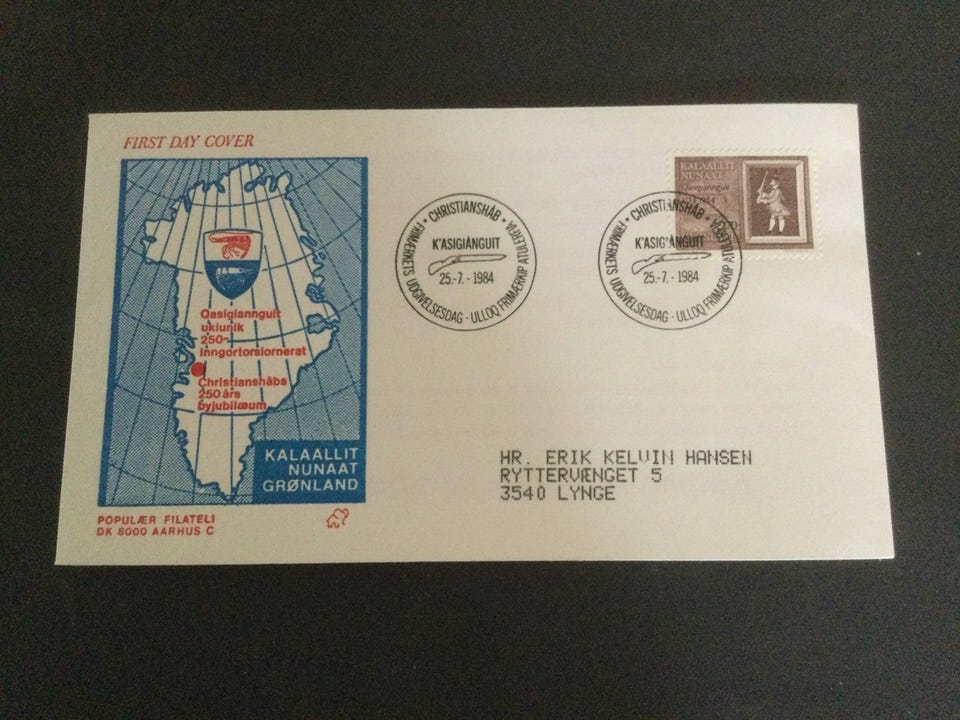 FIRST DAY COVER
Qasigiannguit
ukiunik
250-
inngortorsiornerat
Christianshåbs
250 års
byjubilæum
KALAALLIT
NUNAAT
GRØNLAND
POPULÆR FILATELI
DK 8000 AARHUS C
· CHRISTIANSHÅB ·
K'ASIGIÁNGUIT
25.-7.- 1984
FRIMÆRKETS UDGIVELSESDAG - ULLOQ FRIMÆRKIP ATULERFIA
KALAALLIT
NUNAAT
Qasigiannguit
1984
· CHRISTIANSHÅB ·
K'ASIGIÁNGUIT
25.-7.- 1984
FRIMÆRKETS UDGIVELSESDAG - ULLOQ FRIMÆRKIP ATULERFIA
HR. ERIK KELVIN HANSEN
RYTTERVÆNGET 5
3540 LYNGE